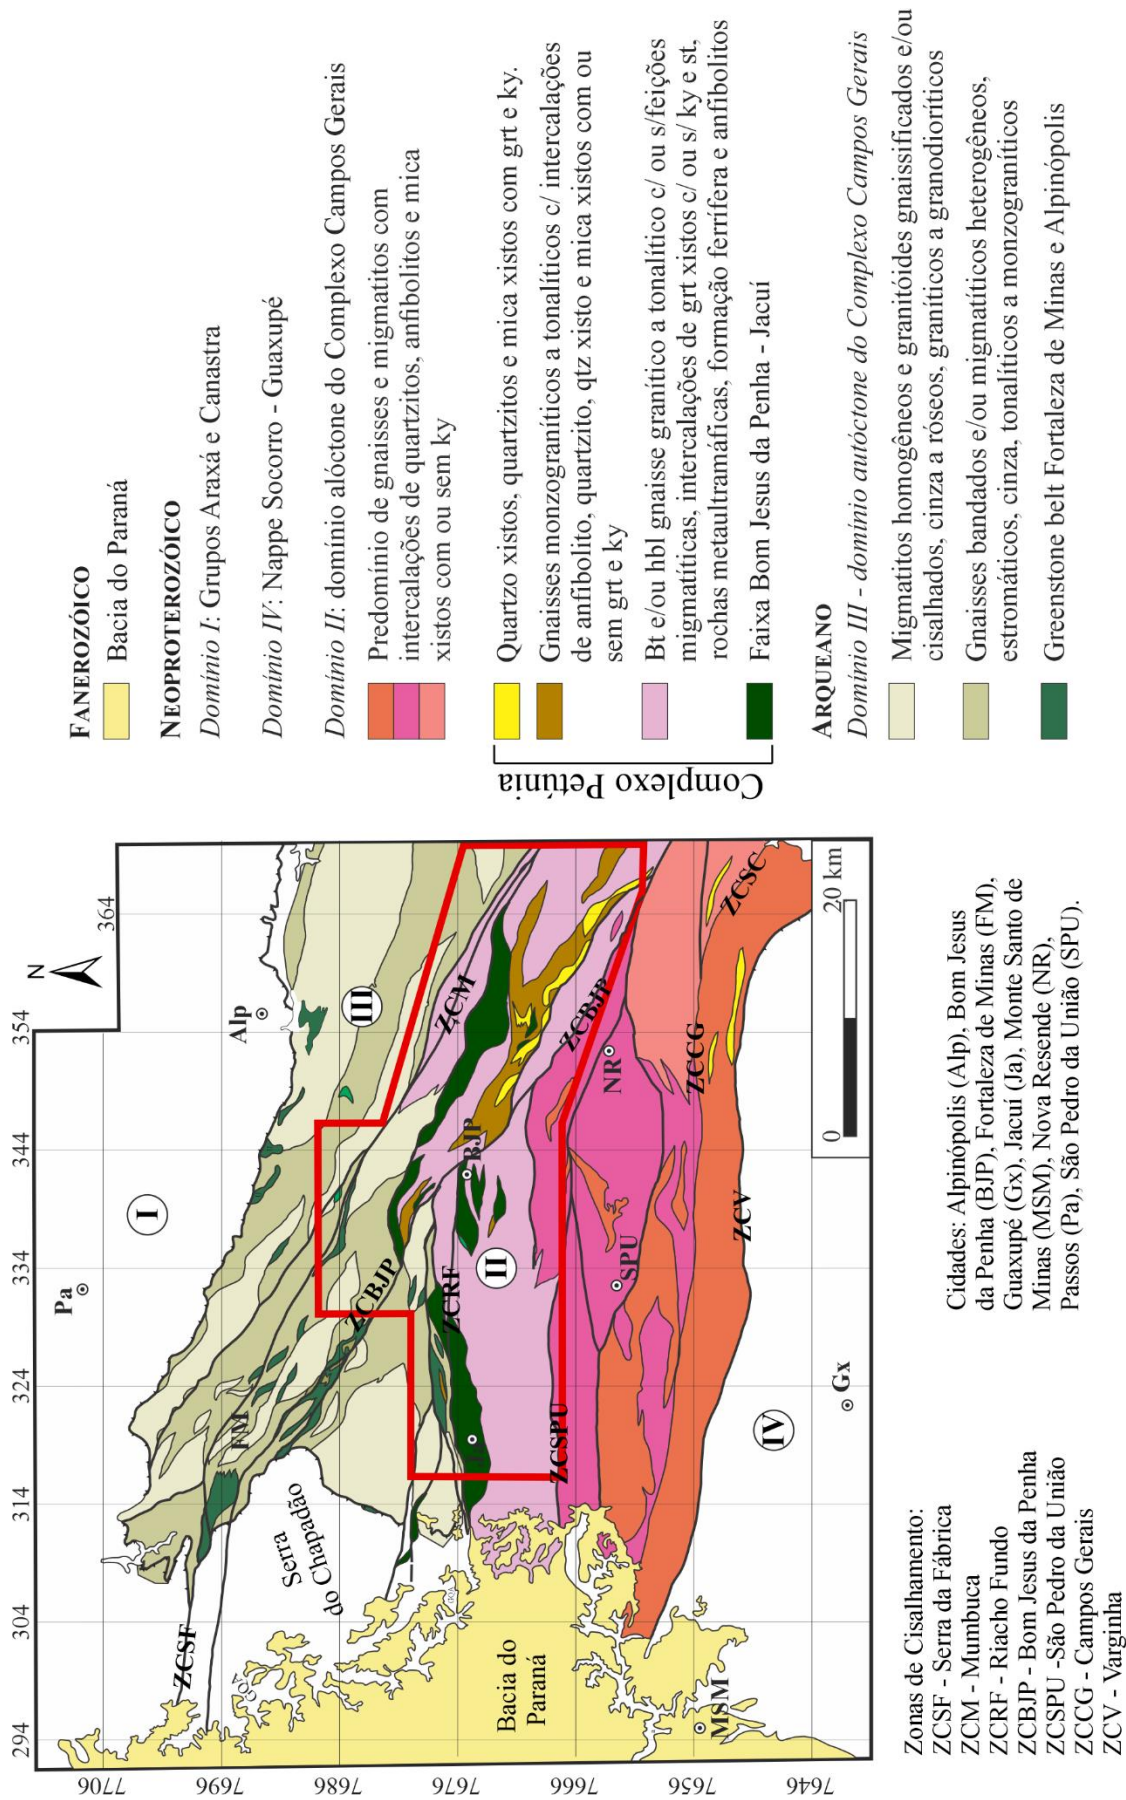 294
304
314
324
334
344
354
364
7706
7696
7686
7676
7666
7656
7646
N
Pa
Alp
I
III
FM
Serra
do Chapadão
ZCSF
ZCBJP
ZCM
ZCRF
BJP
II
ZCBJP
NR
ZCSPU
SPU
ZCCG
ZCSC
ZCV
IV
Gx
Bacia do
Paraná
MSM
0
20 km
Zonas de Cisalhamento:
ZCSF - Serra da Fábrica
ZCM - Mumbuca
ZCRF - Riacho Fundo
ZCBJP - Bom Jesus da Penha
ZCSPU -São Pedro da União
ZCCG - Campos Gerais
ZCV - Varginha
Cidades: Alpinópolis (Alp), Bom Jesus
da Penha (BJP), Fortaleza de Minas (FM),
Guaxupé (Gx), Jacuí (Ja), Monte Santo de
Minas (MSM), Nova Resende (NR),
Passos (Pa), São Pedro da União (SPU).
FANEROZÓICO
Bacia do Paraná
NEOPROTEROZÓICO
Domínio I: Grupos Araxá e Canastra
Domínio IV: Nappe Socorro - Guaxupé
Domínio II: domínio alóctone do Complexo Campos Gerais
Predomínio de gnaisses e migmatitos com
intercalações de quartzitos, anfibolitos e mica
xistos com ou sem ky
Complexo Petúnia
Quartzo xistos, quartzitos e mica xistos com grt e ky.
Gnaisses monzograníticos a tonalíticos c/ intercalações
de anfibolito, quartzito, qtz xisto e mica xistos com ou
sem grt e ky
Bt e/ou hbl gnaisse granítico a tonalítico c/ ou s/feições
migmatíticas, intercalações de grt xistos c/ ou s/ ky e st,
rochas metaultramáficas, formação ferrífera e anfibolitos
Faixa Bom Jesus da Penha - Jacuí
ARQUEANO
Domínio III - domínio autóctone do Complexo Campos Gerais
Migmatitos homogêneos e granitóides gnaissificados e/ou
cisalhados, cinza a róseos, graníticos a granodioríticos
Gnaisses bandados e/ou migmatíticos heterogêneos,
estromáticos, cinza, tonalíticos a monzograníticos
Greenstone belt Fortaleza de Minas e Alpinópolis